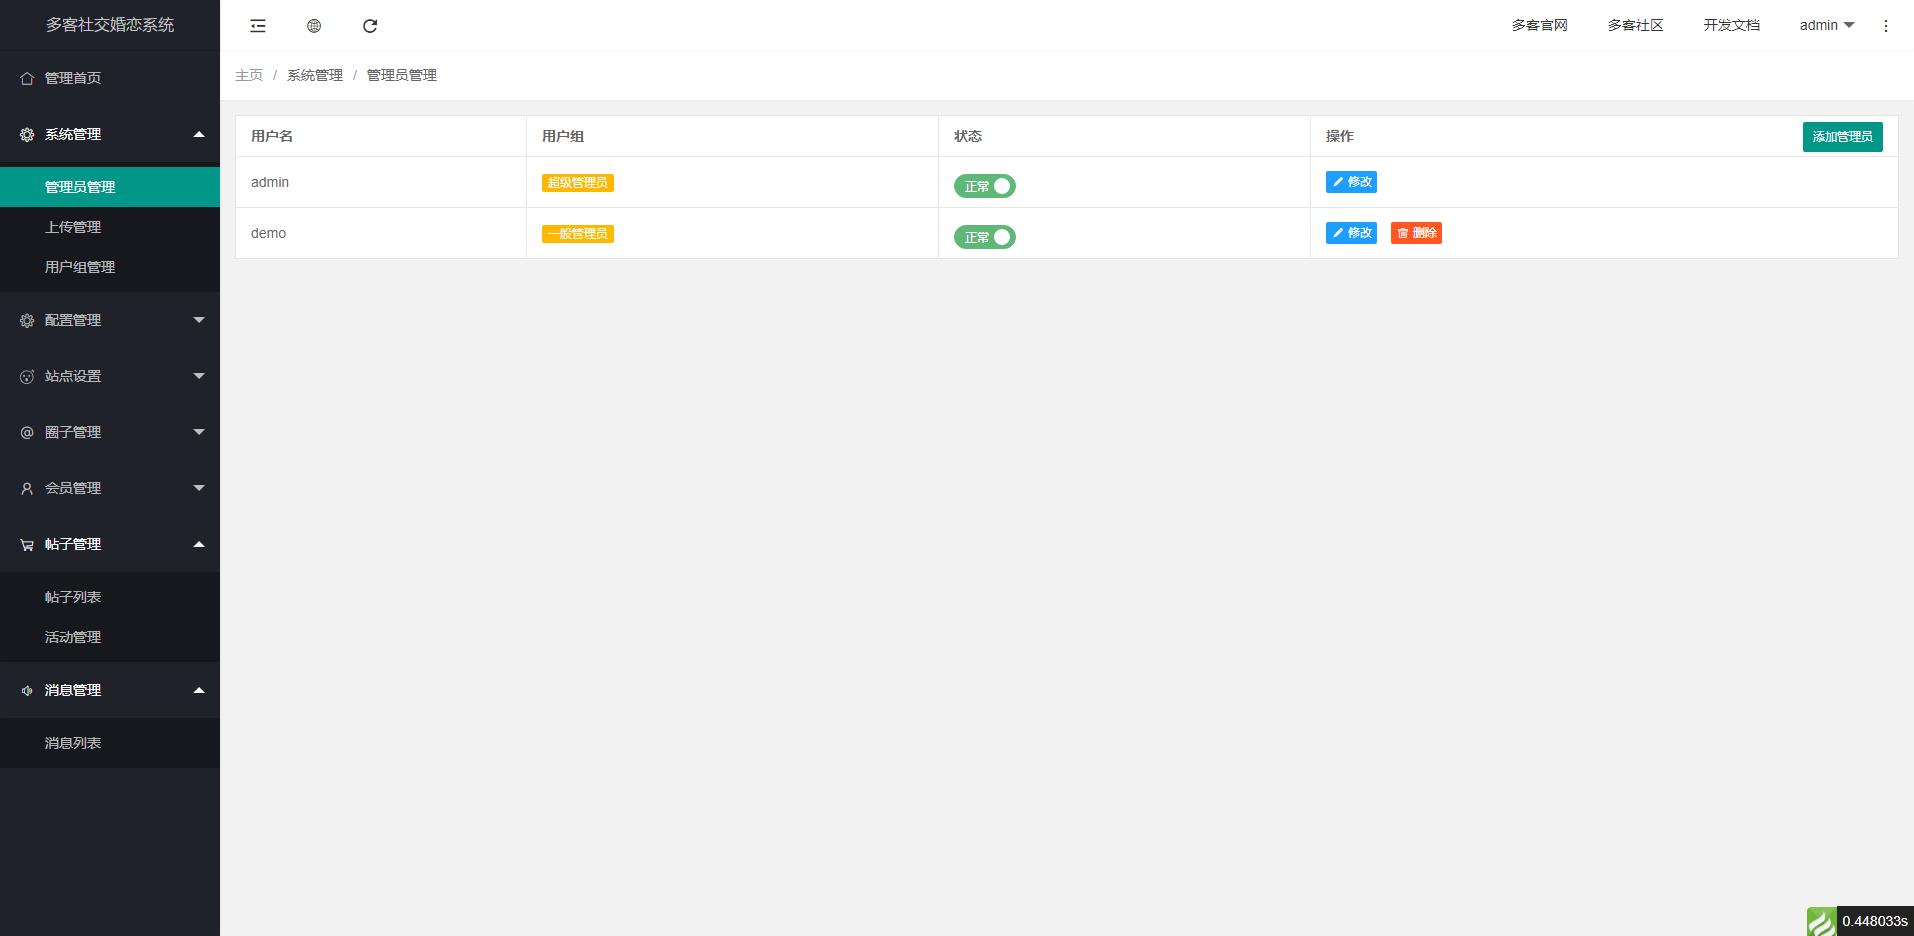 多客社交婚恋系统
管理首页
系统管理
管理员管理
上传管理
用户组管理
配置管理
站点设置
圈子管理
会员管理
帖子管理
帖子列表
活动管理
消息管理
消息列表
多客官网 多客社区 开发文档 admin
主页 / 系统管理 / 管理员管理
用户名 用户组 状态 操作 添加管理员
admin 超级管理员 正常 修改
demo 一般管理员 正常 修改 删除
0.448033s